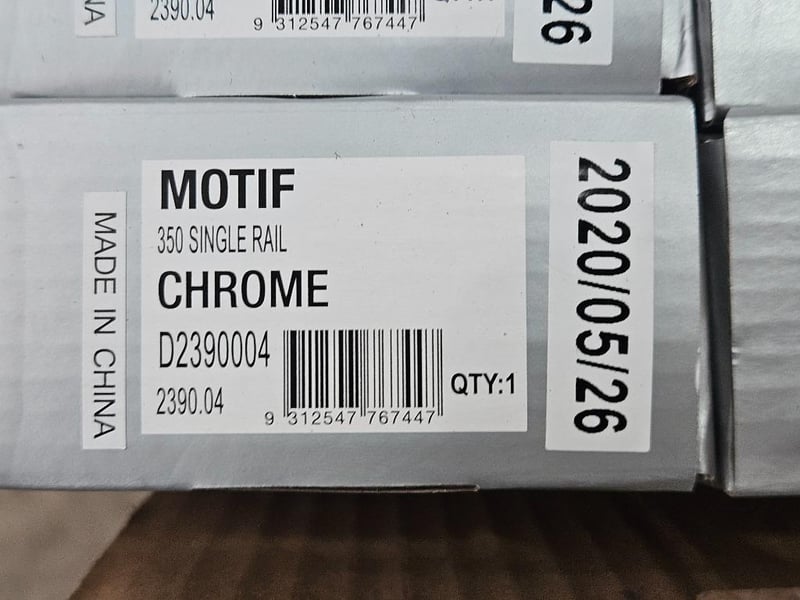 NA
2390.04
9 312547 767447
26
MADE IN CHINA
MOTIF
350 SINGLE RAIL
CHROME
D2390004
2390.04
9 312547 767447
QTY:1
2020/05/26